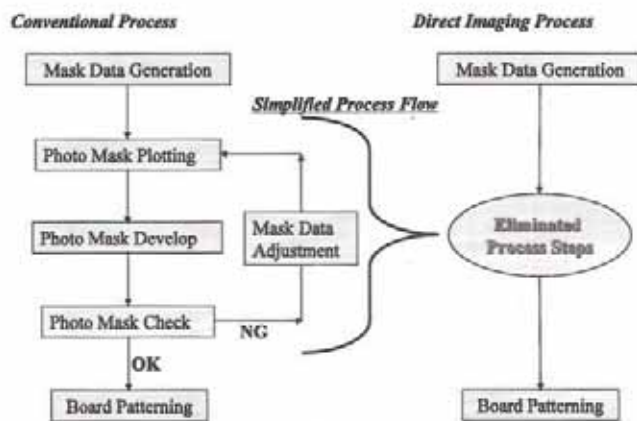 Conventional Process
Direct Imaging Process
Mask Data Generation
Mask Data Generation
Simplified Process Flow
Photo Mask Plotting
Photo Mask Develop
Mask Data
Adjustment
Eliminated
Process Steps
Photo Mask Check
NG
OK
Board Patterning
Board Patterning